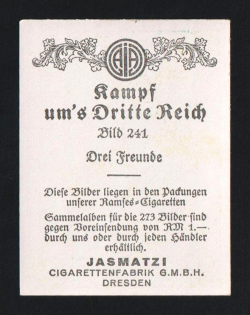 AJA
Kampf
um's Dritte Reich
Bild 241
Drei Freunde
Diese Bilder liegen in den Packungen
unserer Ramses-Cigaretten
Sammelalben für die 273 Bilder sind
gegen Voreinsendung von RM 1.—
durch uns oder durch jeden Händler
erhältlich.
JASMATZI
CIGARETTENFABRIK G.M.B.H.
DRESDEN